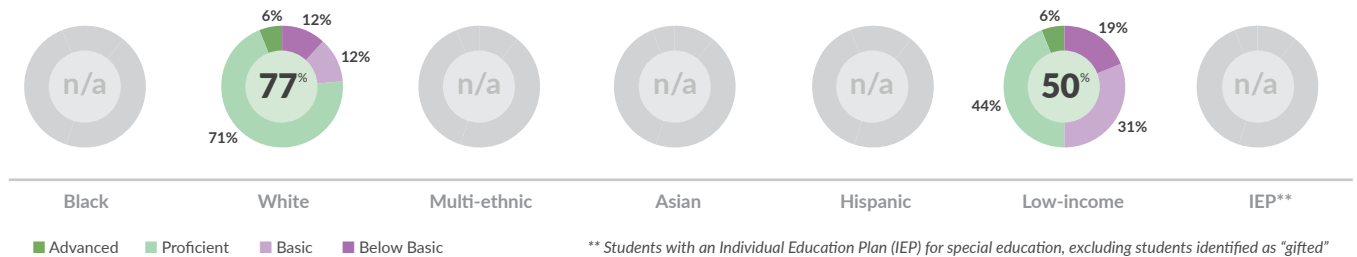 6% 12% 6% 19%
n/a 77% 12% n/a n/a n/a 50% n/a
71% 44% 31%
Black White Multi-ethnic Asian Hispanic Low-income IEP**
Advanced Proficient Basic Below Basic ** Students with an Individual Education Plan (IEP) for special education, excluding students identified as “gifted”